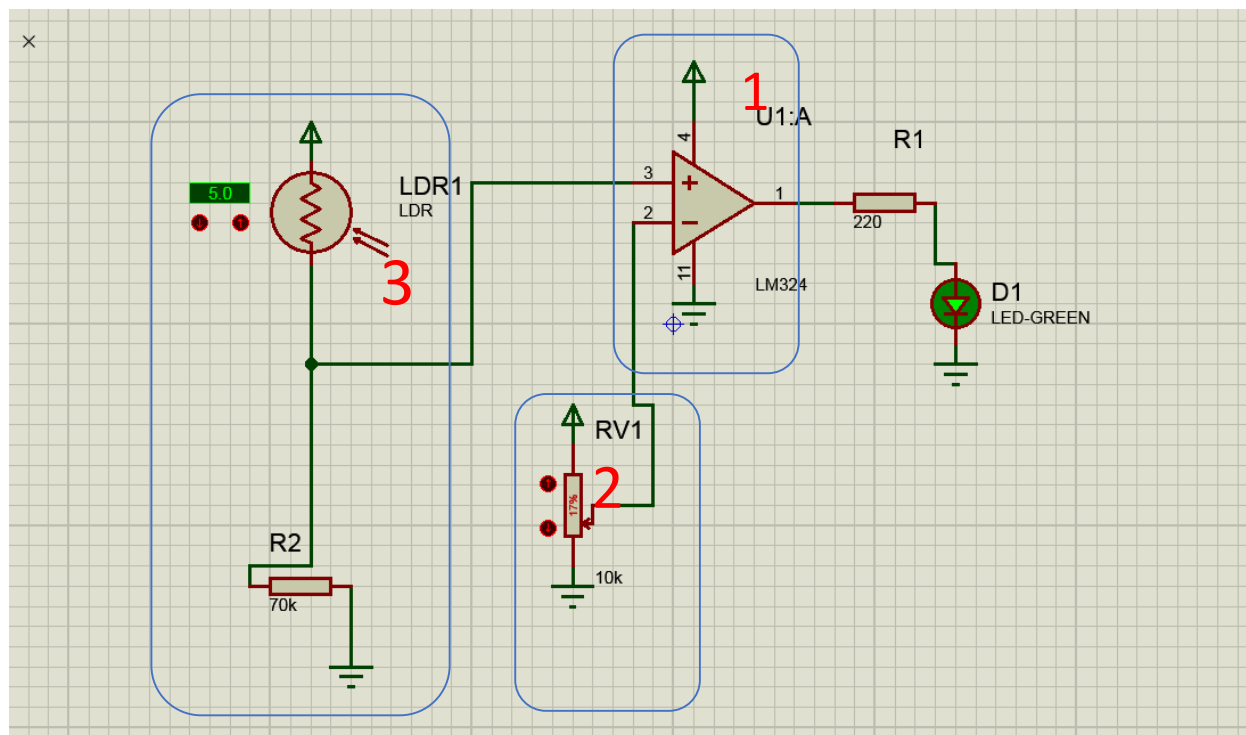 1
U1:A
4
R1
5.0
LDR1
LDR
3
2
1
220
11
LM324
3
D1
LED-GREEN
RV1
17%
2
10k
R2
70k